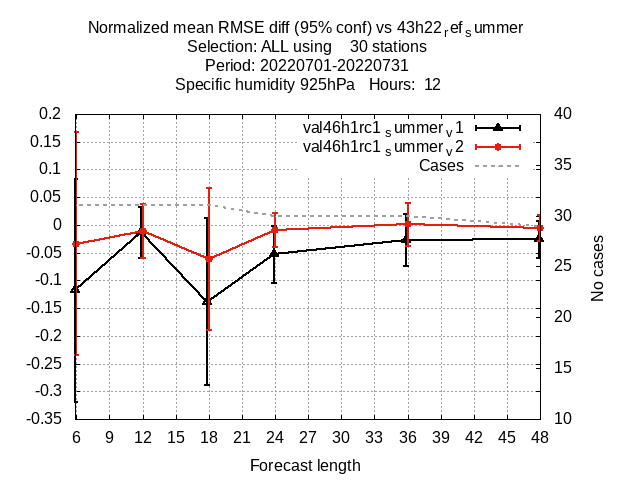 Normalized mean RMSE diff (95% conf) vs 43h22refsummer
Selection: ALL using 30 stations
Period: 20220701-20220731
Specific humidity 925hPa Hours: 12
val46h1rc1summerv1
val46h1rc1summerv2
Cases
0.2
0.15
0.1
0.05
0
-0.05
-0.1
-0.15
-0.2
-0.25
-0.3
-0.35
40
35
30
25
20
15
10
No cases
6 9 12 15 18 21 24 27 30 33 36 39 42 45 48
Forecast length